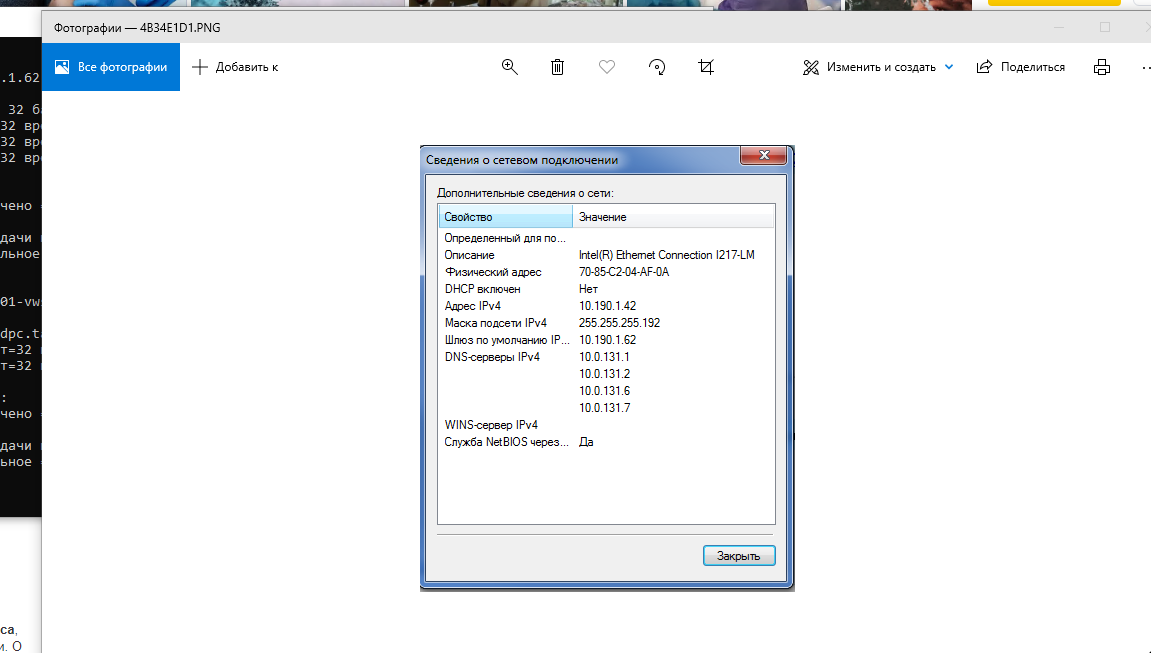 Фотографии — 4B34E1D1.PNG
Все фотографии
Добавить к
Изменить и создать
Поделиться
.1.62
32 б
32 вр
32 вр
32 вр
чено
дачи
льное
01-vw
dpc.t
т=32
т=32
:
чено
дачи
льное
са,
и. О
Сведения о сетевом подключении
Дополнительные сведения о сети:
Свойство Значение
Определенный для по...
Описание Intel(R) Ethernet Connection I217-LM
Физический адрес 70-85-C2-04-AF-0A
DHCP включен Нет
Адрес IPv4 10.190.1.42
Маска подсети IPv4 255.255.255.192
Шлюз по умолчанию IP... 10.190.1.62
DNS-серверы IPv4 10.0.131.1
10.0.131.2
10.0.131.6
10.0.131.7
WINS-сервер IPv4
Служба NetBIOS через... Да
Закрыть